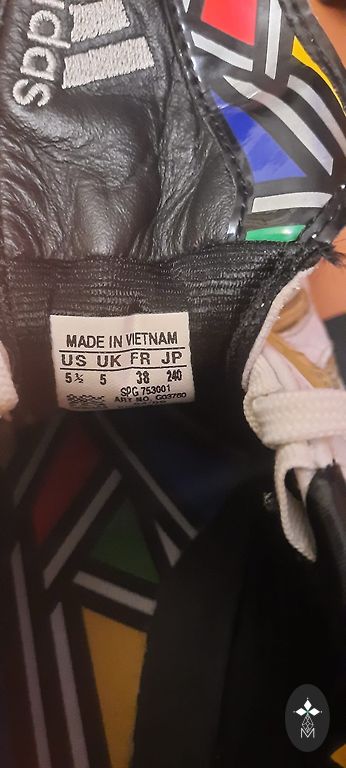 adidas
MADE IN VIETNAM
US UK FR JP
5½ 5 38 240
SPG 753001
ART NO G03760
M